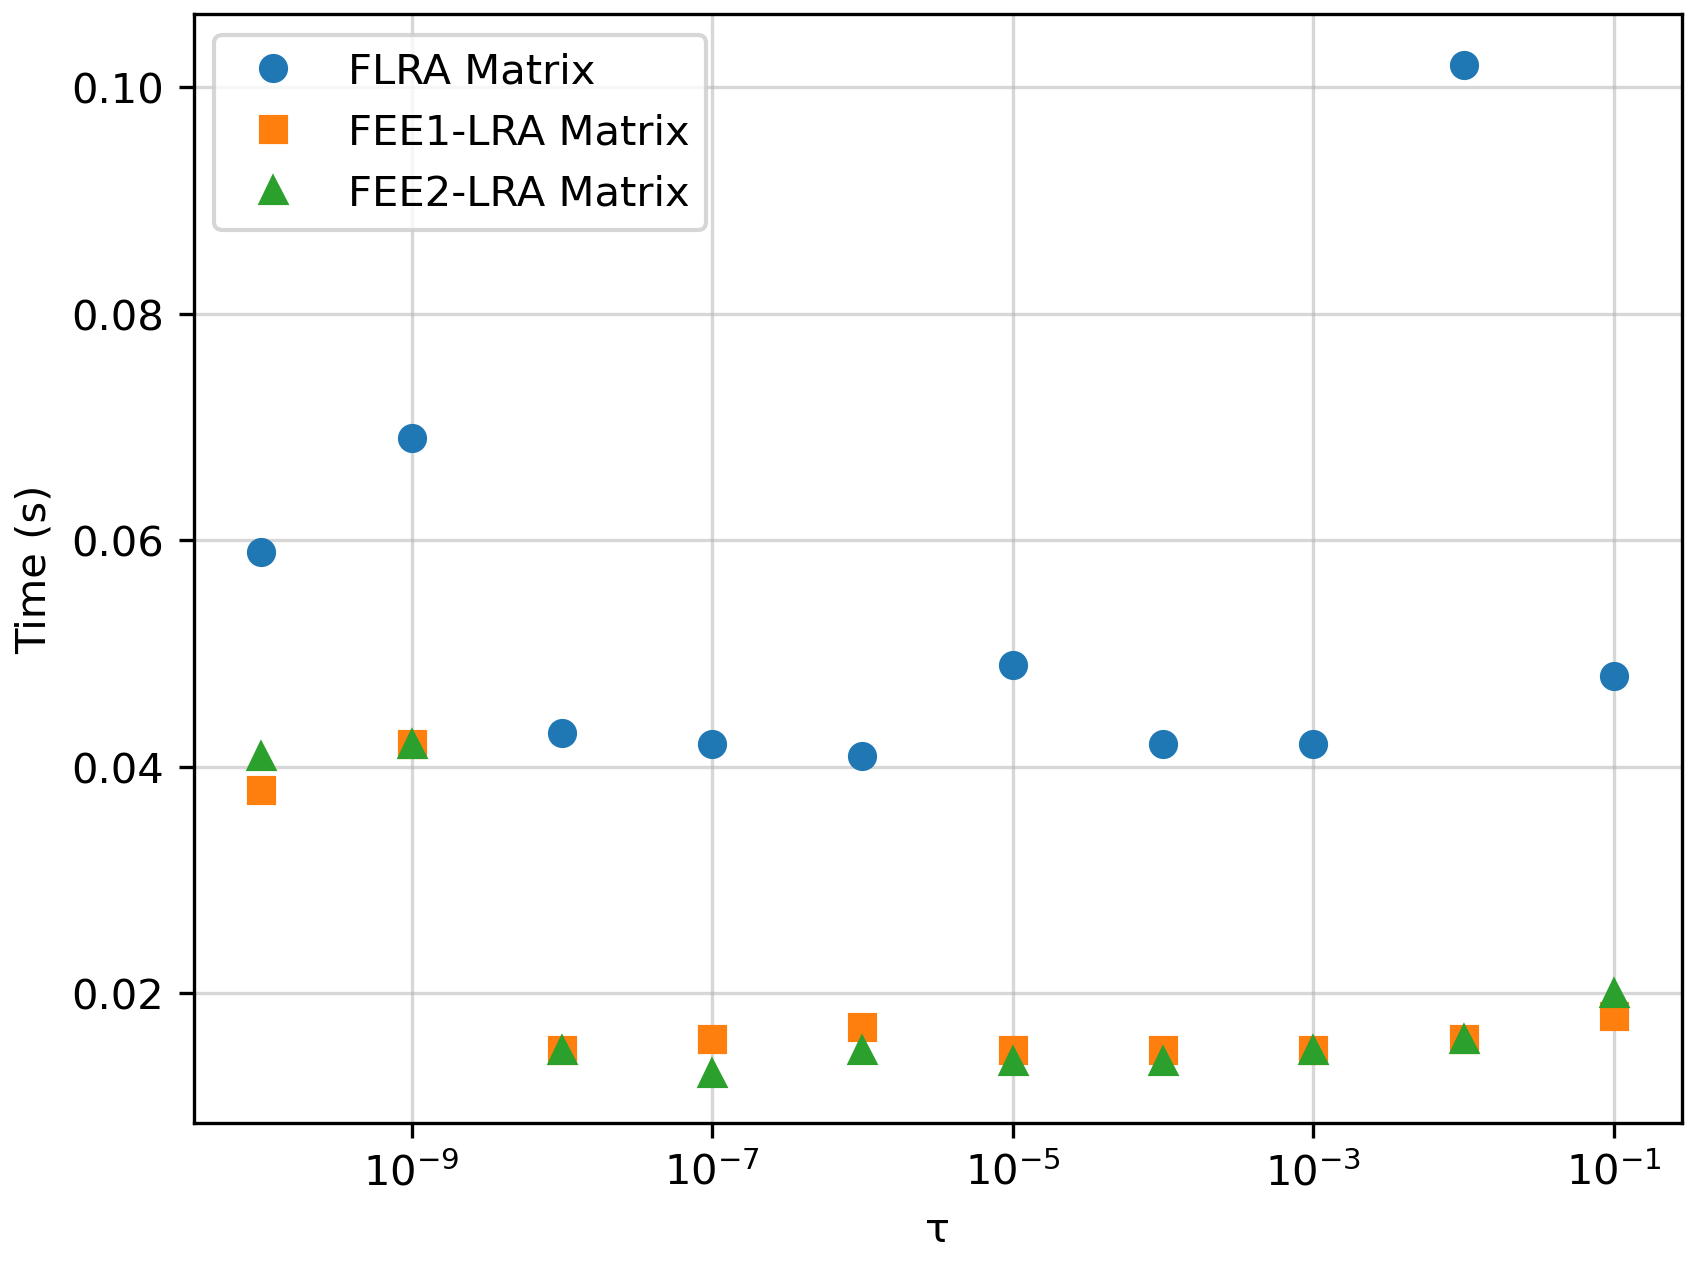 FLRA Matrix
FEE1-LRA Matrix
FEE2-LRA Matrix
0.10
0.08
0.06
0.04
0.02
Time (s)
10⁻⁹ 10⁻⁷ 10⁻⁵ 10⁻³ 10⁻¹
τ